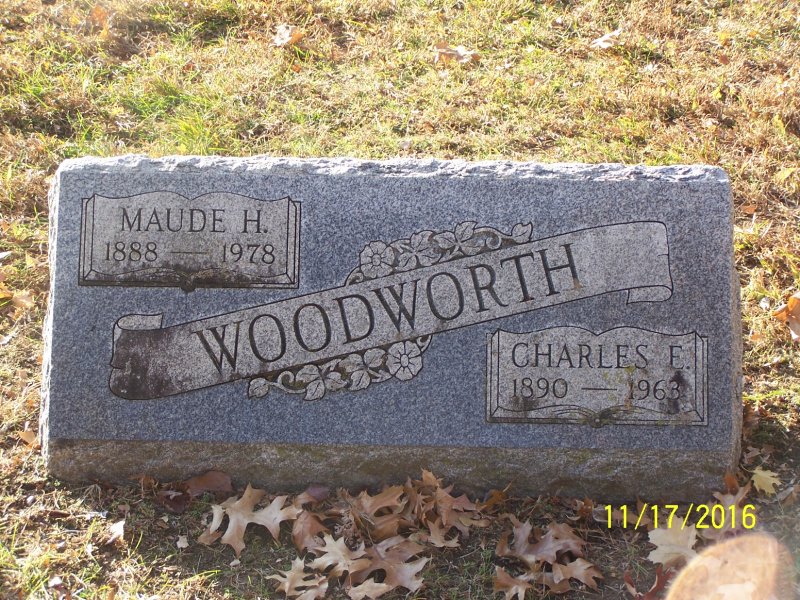 MAUDE H.
1888 — 1978
WOODWORTH
CHARLES E.
1890 — 1963
11/17/2016